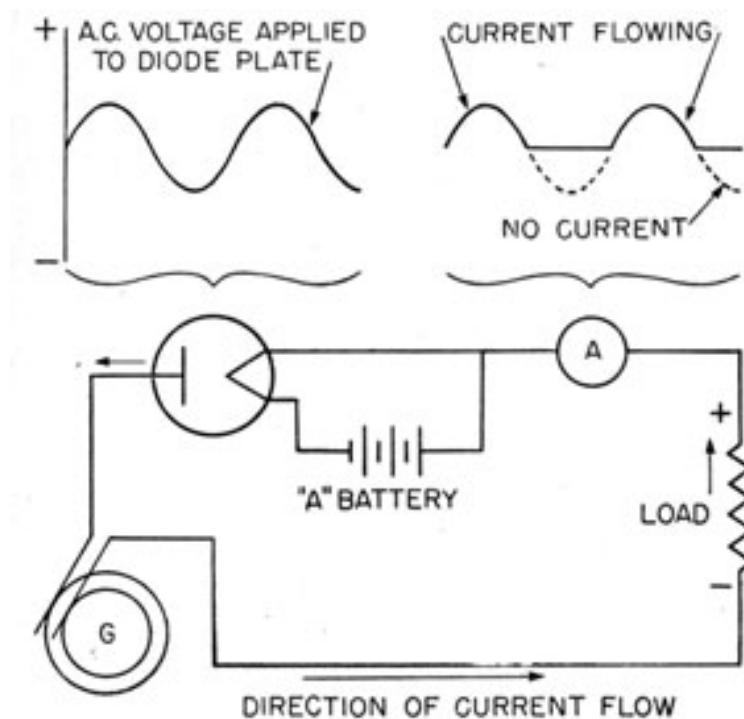 +
A.C. VOLTAGE APPLIED
TO DIODE PLATE
−
CURRENT FLOWING
NO CURRENT
A
"A" BATTERY
+
LOAD
−
G
DIRECTION OF CURRENT FLOW